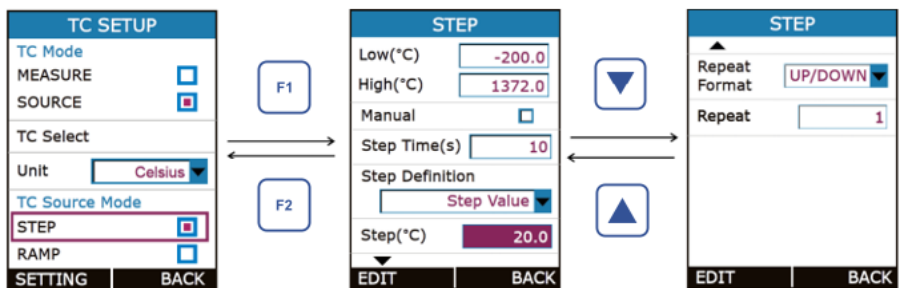 TC SETUP
TC Mode
MEASURE
SOURCE
TC Select
Unit Celsius
TC Source Mode
STEP
RAMP
SETTING BACK
F1
F2
STEP
Low(°C) -200.0
High(°C) 1372.0
Manual
Step Time(s) 10
Step Definition
Step Value
Step(°C) 20.0
EDIT BACK
STEP
Repeat
Format UP/DOWN
Repeat 1
EDIT BACK